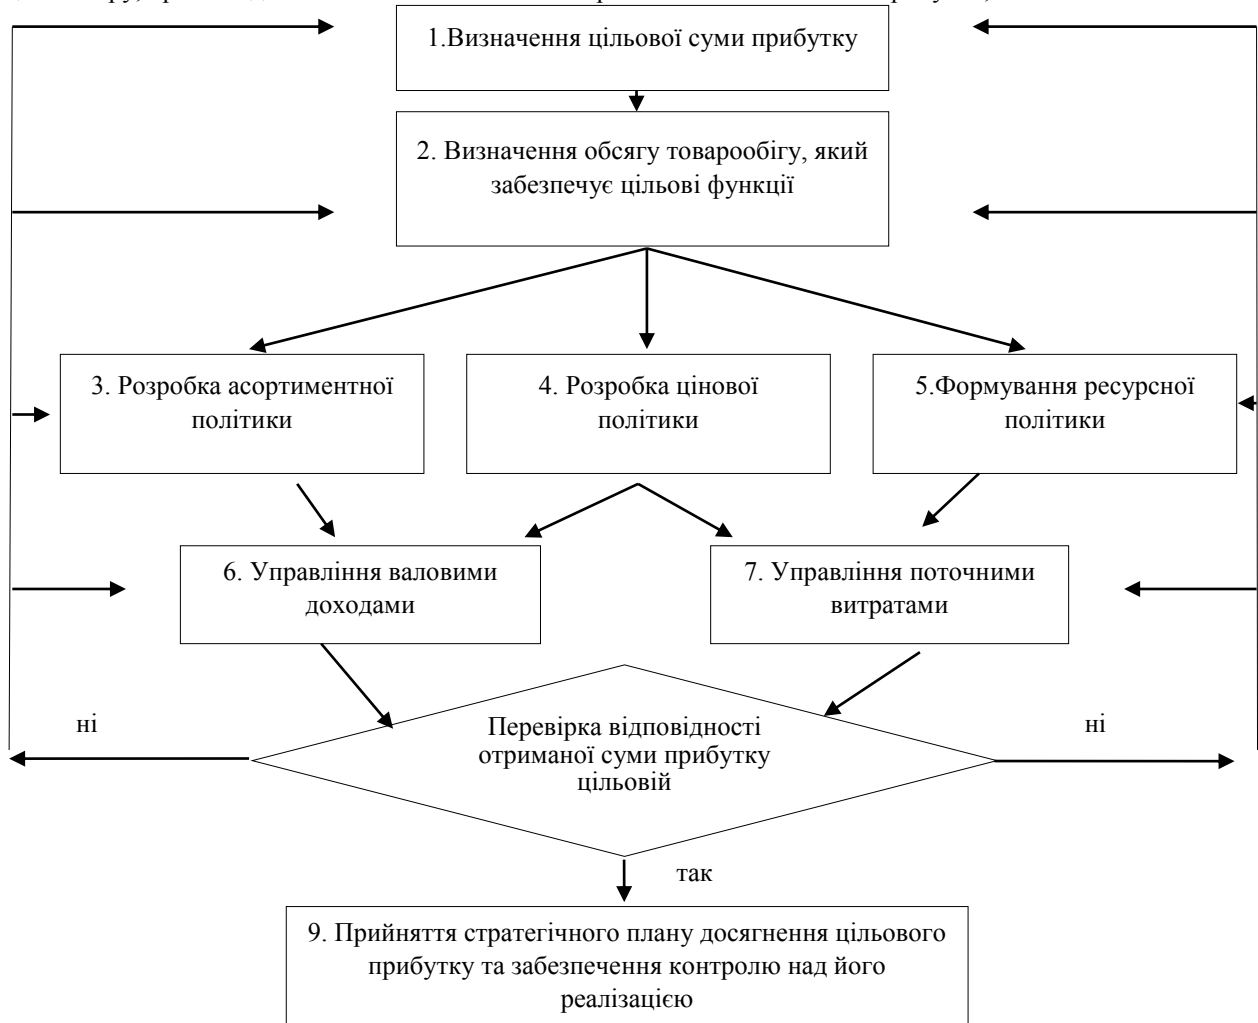 1.Визначення цільової суми прибутку
2. Визначення обсягу товарообігу, який
забезпечує цільові функції
3. Розробка асортиментної
політики
4. Розробка цінової
політики
5.Формування ресурсної
політики
6. Управління валовими
доходами
7. Управління поточними
витратами
ні
Перевірка відповідності
отриманої суми прибутку
цільовій
ні
так
9. Прийняття стратегічного плану досягнення цільового
прибутку та забезпечення контролю над його
реалізацією